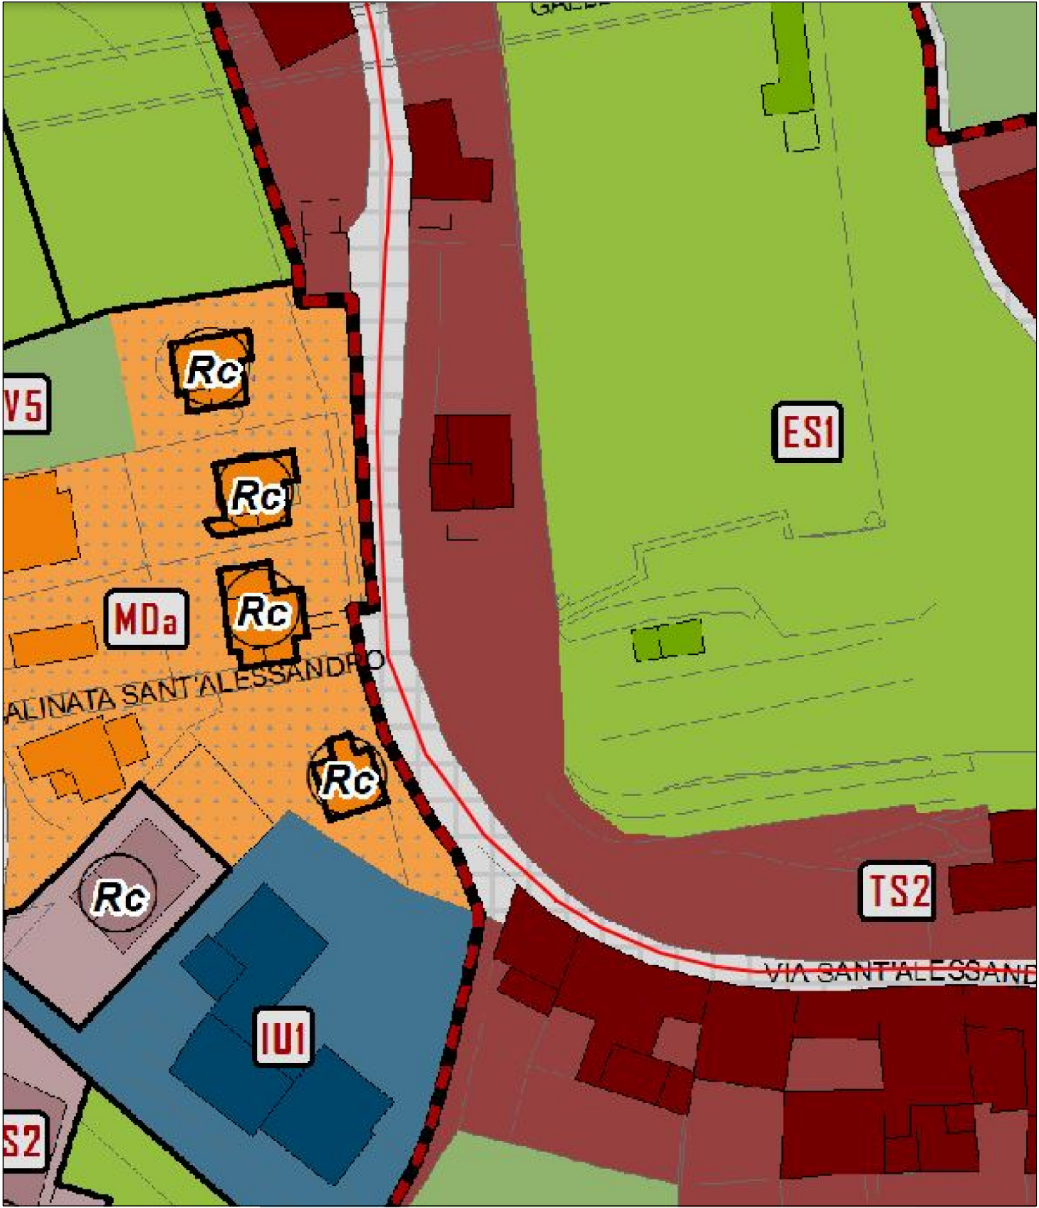 V5
Rc
ES1
Rc
MDa
Rc
ALINATA SANT'ALESSANDRO
Rc
Rc
TS2
VIA SANT'ALESSAND
IU1
S2